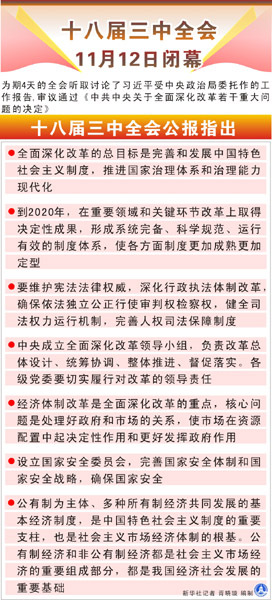 十八届三中全会
11月12日闭幕
为期4天的全会听取讨论了习近平受中央政治局委托作的工
作报告,审议通过《中共中央关于全面深化改革若干重大问
题的决定》
十八届三中全会公报指出
全面深化改革的总目标是完善和发展中国特色
社会主义制度，推进国家治理体系和治理能力
现代化
到2020年，在重要领域和关键环节改革上取得
决定性成果，形成系统完备、科学规范、运行
有效的制度体系，使各方面制度更加成熟更加
定型
要维护宪法法律权威，深化行政执法体制改革，
确保依法独立公正行使审判权检察权，健全司
法权力运行机制，完善人权司法保障制度
中央成立全面深化改革领导小组，负责改革总
体设计、统筹协调、整体推进、督促落实。各
级党委要切实履行对改革的领导责任
经济体制改革是全面深化改革的重点，核心问
题是处理好政府和市场的关系，使市场在资源
配置中起决定性作用和更好发挥政府作用
设立国家安全委员会，完善国家安全体制和国
家安全战略，确保国家安全
公有制为主体、多种所有制经济共同发展的基
本经济制度，是中国特色社会主义制度的重要
支柱，也是社会主义市场经济体制的根基。公
有制经济和非公有制经济都是社会主义市场经
济的重要组成部分，都是我国经济社会发展的
重要基础
新华社记者 肖潇 编制